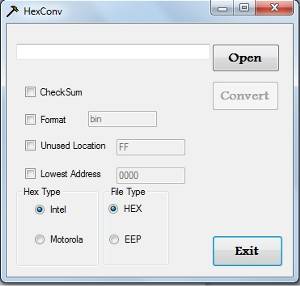 HexConv
Open
CheckSum
Convert
Format bin
Unused Location FF
Lowest Address 0000
Hex Type File Type
Intel HEX
Motorola EEP
Exit